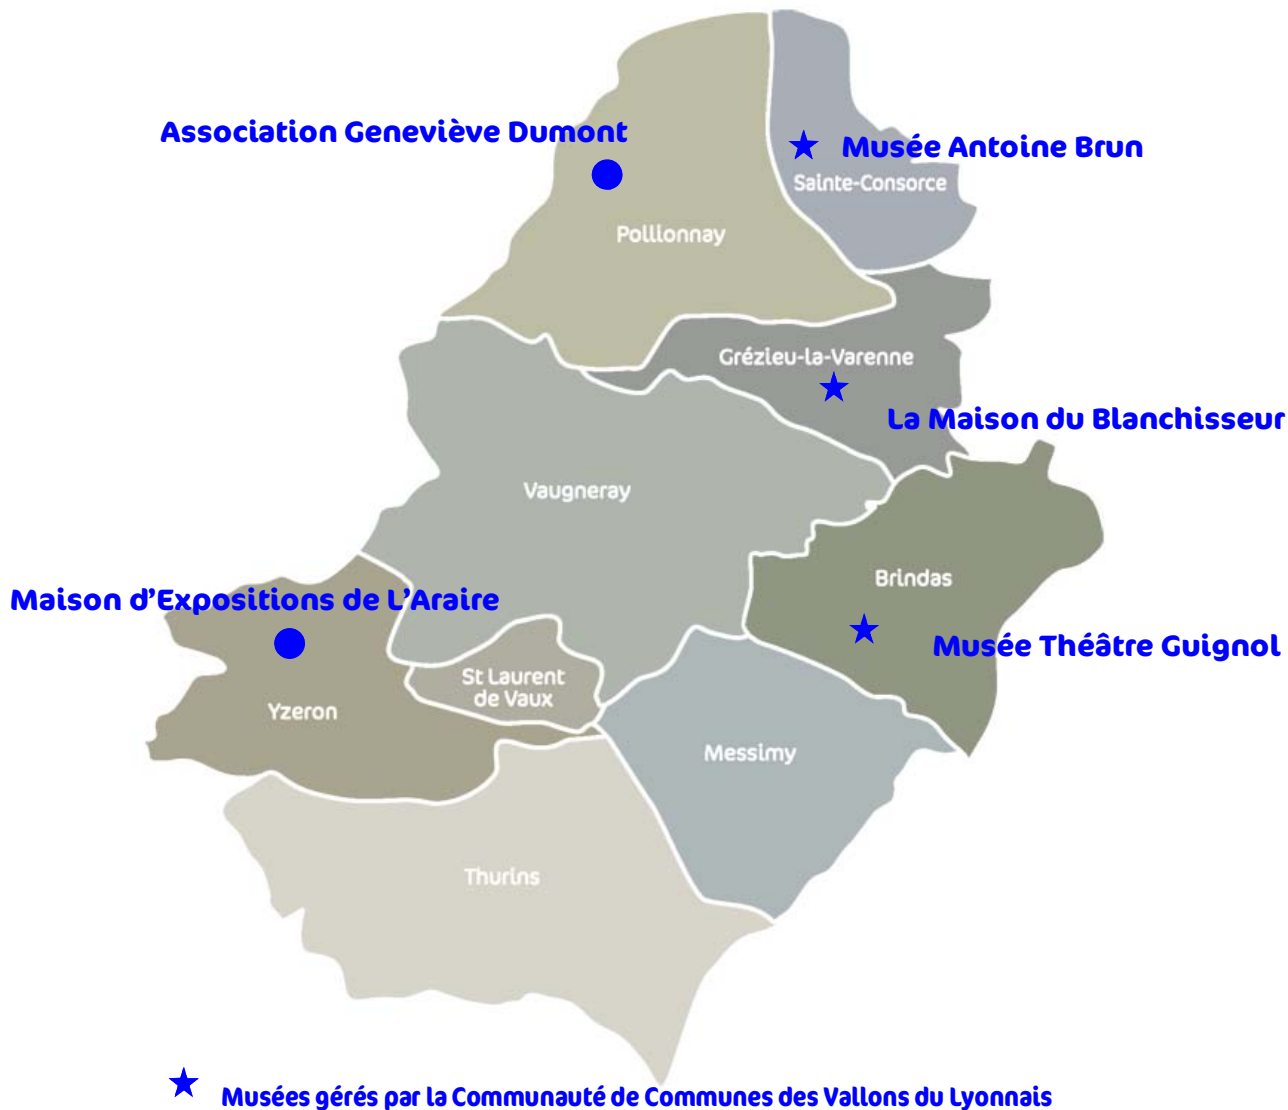 Association Geneviève Dumont
Musée Antoine Brun
Sainte-Consorce
Pollionnay
Grézieu-la-Varenne
La Maison du Blanchisseur
Vaugneray
Brindas
Maison d’Expositions de L’Araire
Musée Théâtre Guignol
St Laurent
de Vaux
Yzeron
Messimy
Thurins
Musées gérés par la Communauté de Communes des Vallons du Lyonnais